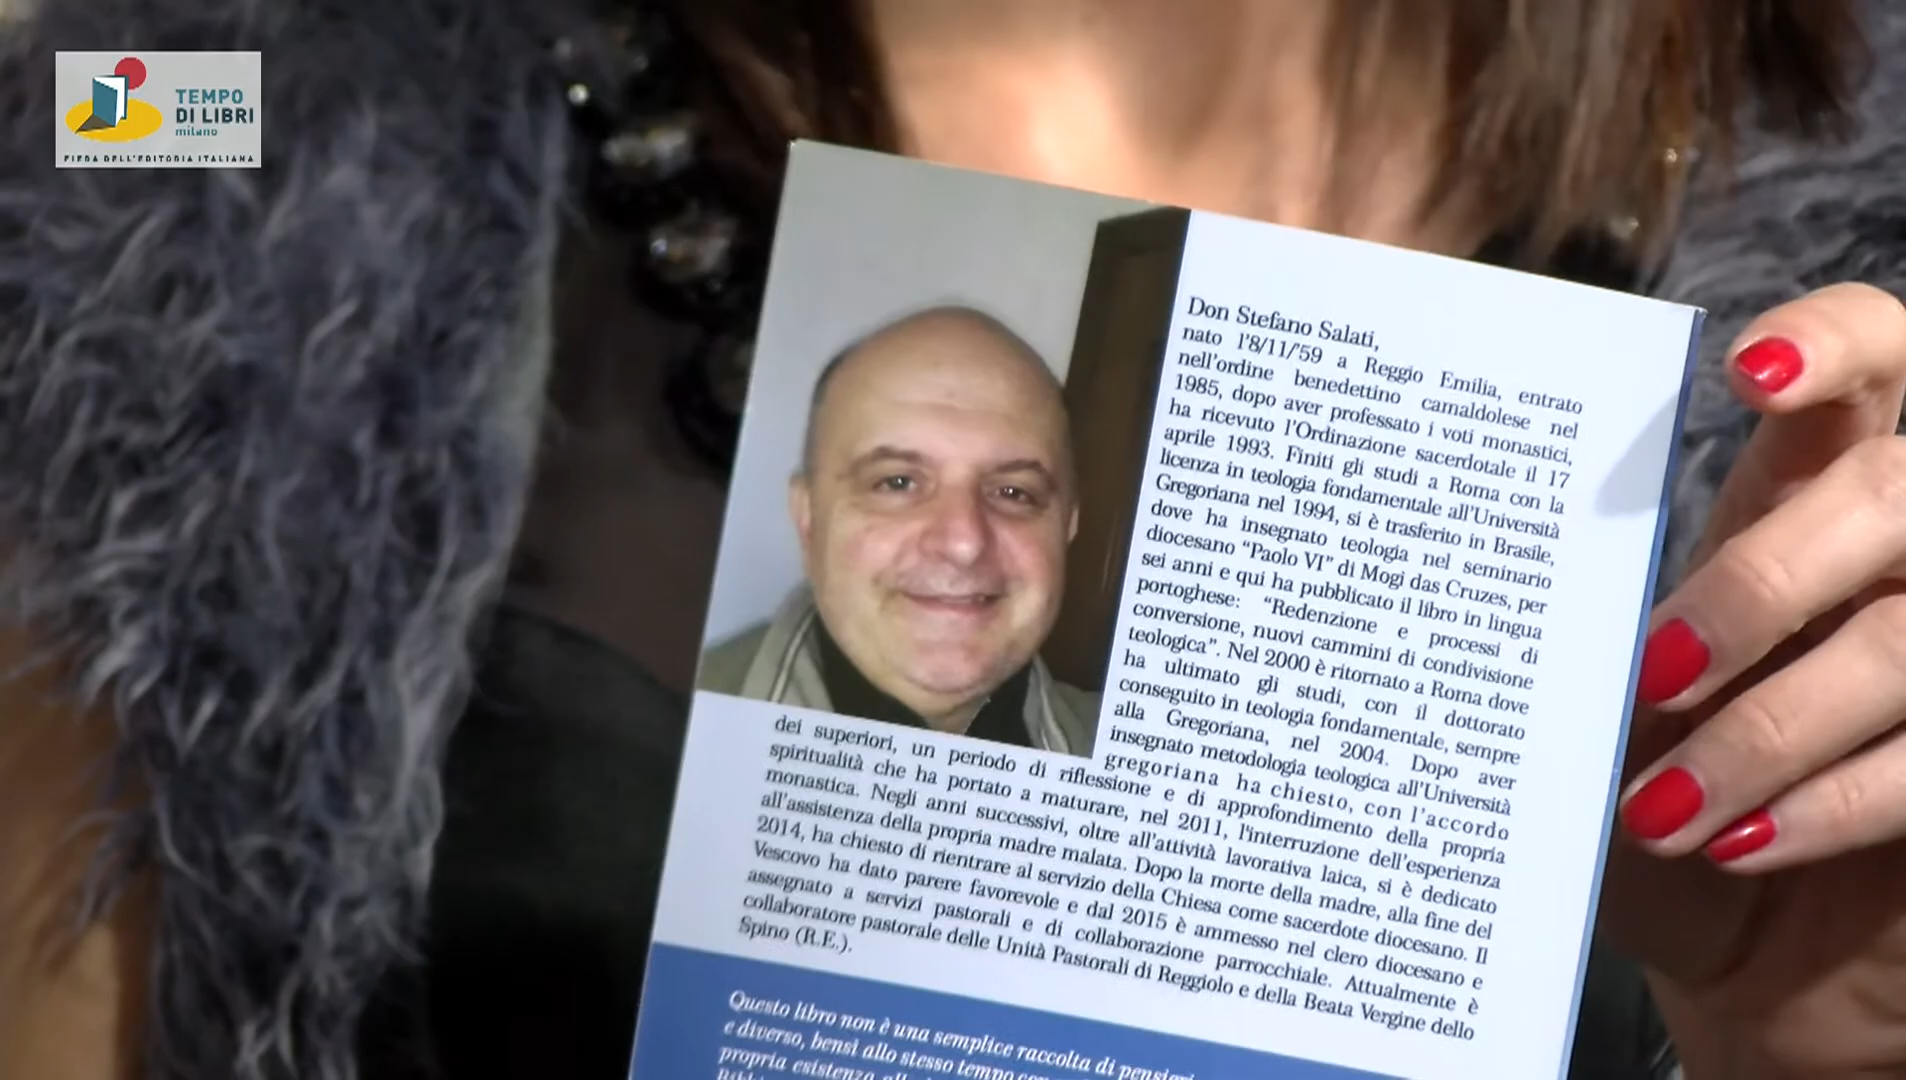 TEMPO
DI LIBRI
milano
FIERA DELL'EDITORIA ITALIANA
Don Stefano Salati,
nato l'8/11/'59 a Reggio Emilia, entrato
nell'ordine benedettino camaldolese nel
1985, dopo aver professato i voti monastici,
ha ricevuto l'Ordinazione sacerdotale il 17
aprile 1993. Finiti gli studi a Roma con la
licenza in teologia fondamentale all'Università
Gregoriana nel 1994, si è trasferito in Brasile,
dove ha insegnato teologia nel seminario
diocesano "Paolo VI" di Mogi das Cruzes, per
sei anni e qui ha pubblicato il libro in lingua
portoghese: "Redenzione e processi di
conversione, nuovi cammini di condivisione
teologica". Nel 2000 è ritornato a Roma dove
ha ultimato gli studi, con il dottorato
conseguito in teologia fondamentale, sempre
alla Gregoriana, nel 2004. Dopo aver
insegnato metodologia teologica all'Università
gregoriana ha chiesto, con l'accordo
dei superiori, un periodo di riflessione e di approfondimento della propria
spiritualità che ha portato a maturare, nel 2011, l'interruzione dell'esperienza
monastica. Negli anni successivi, oltre all'attività lavorativa laica, si è dedicato
all'assistenza della propria madre malata. Dopo la morte della madre, alla fine del
2014, ha chiesto di rientrare al servizio della Chiesa come sacerdote diocesano. Il
Vescovo ha dato parere favorevole e dal 2015 è ammesso nel clero diocesano e
assegnato a servizi pastorali e di collaborazione parrocchiale. Attualmente è
collaboratore pastorale delle Unità Pastorali di Reggiolo e della Beata Vergine dello
Spino (R.E.).
Questo libro non è una semplice raccolta di pensieri
e diverso, bensì allo stesso tempo
propria esistenza